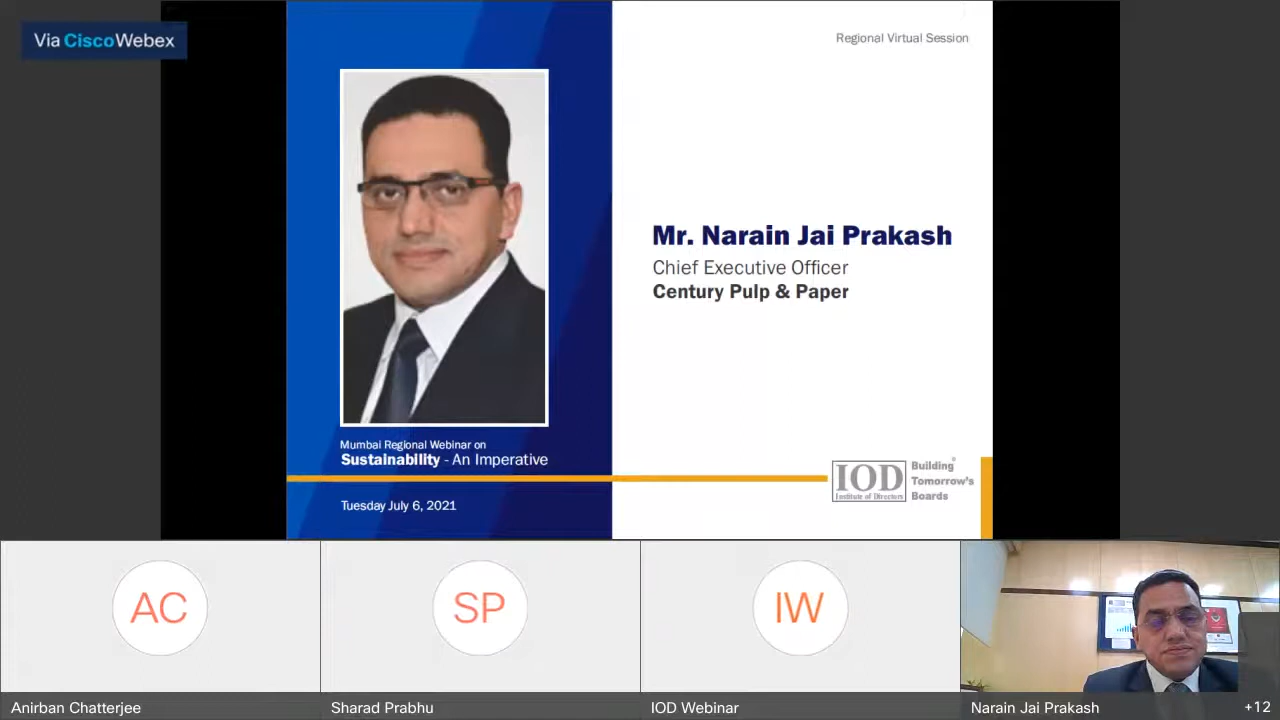 Via CiscoWebex
Regional Virtual Session
Mr. Narain Jai Prakash
Chief Executive Officer
Century Pulp & Paper
Mumbai Regional Webinar on
Sustainability - An Imperative
Tuesday July 6, 2021
IOD
Institute of Directors
Building
Tomorrow's
Boards
AC
SP
IW
Anirban Chatterjee
Sharad Prabhu
IOD Webinar
Narain Jai Prakash
+12